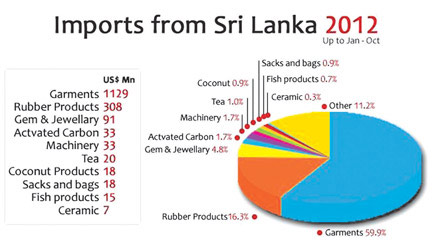 Imports from Sri Lanka 2012
Up to Jan - Oct
US$ Mn
Garments 1129
Rubber Products 308
Gem & Jewellary 91
Actvated Carbon 33
Machinery 33
Tea 20
Coconut Products 18
Sacks and bags 18
Fish products 15
Ceramic 7
Sacks and bags 0.9%
Coconut 0.9%
Fish products 0.7%
Tea 1.0%
Ceramic 0.3%
Machinery 1.7%
Other 11.2%
Actvated Carbon 1.7%
Gem & Jewellary 4.8%
Rubber Products16.3%
Garments 59.9%